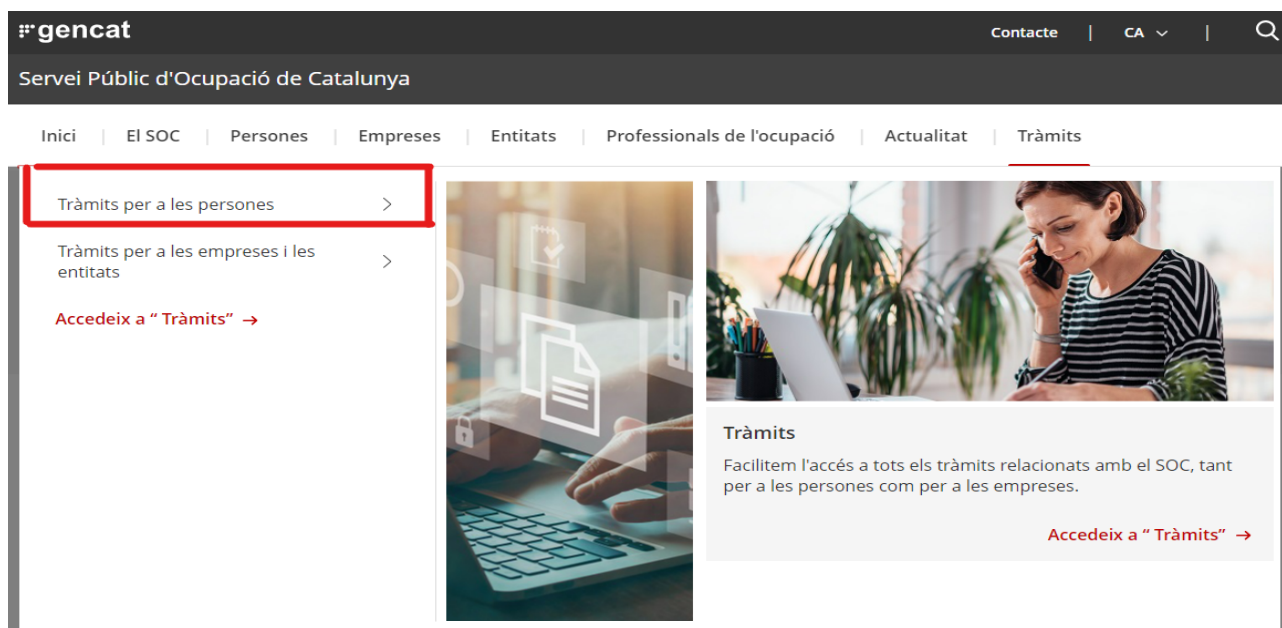 gencat
Contacte | CA |
Servei Públic d'Ocupació de Catalunya
Inici | El SOC | Persones | Empreses | Entitats | Professionals de l'ocupació | Actualitat | Tràmits
Tràmits per a les persones
Tràmits per a les empreses i les
entitats
Accedeix a “ Tràmits” →
Tràmits
Facilitem l'accés a tots els tràmits relacionats amb el SOC, tant
per a les persones com per a les empreses.
Accedeix a “ Tràmits” →